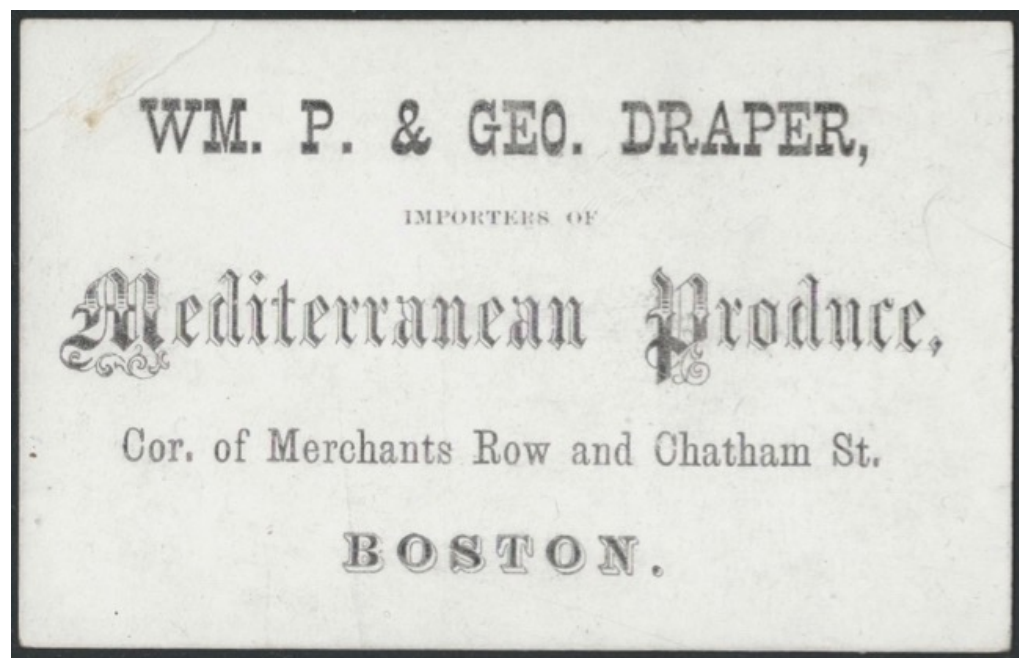 WM. P. & GEO. DRAPER,
IMPORTERS OF
Mediterranean Produce,
Cor. of Merchants Row and Chatham St.
BOSTON.